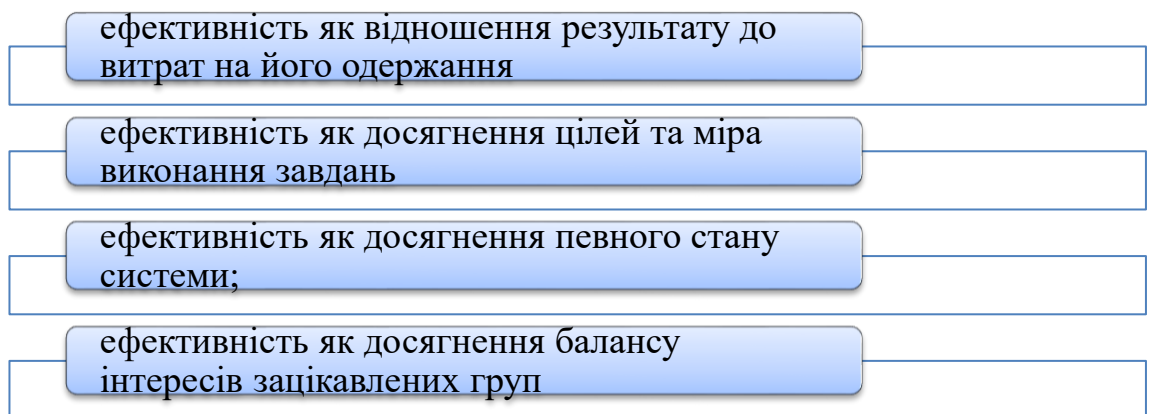 ефективність як відношення результату до
витрат на його одержання
ефективність як досягнення цілей та міра
виконання завдань
ефективність як досягнення певного стану
системи;
ефективність як досягнення балансу
інтересів зацікавлених груп